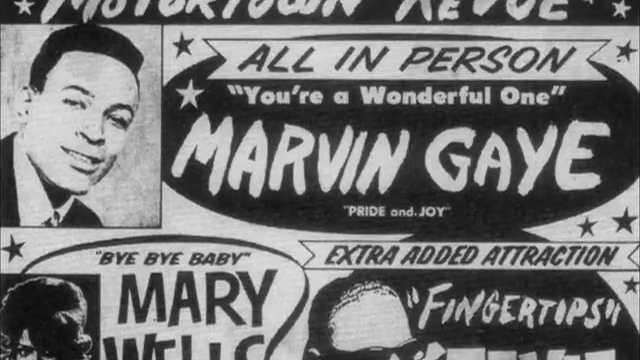 MOTORTOWN REVUE
ALL IN PERSON
"You're a Wonderful One"
MARVIN GAYE
"PRIDE and JOY"
"BYE BYE BABY"
EXTRA ADDED ATTRACTION
MARY
WELLS
"FINGERTIPS"